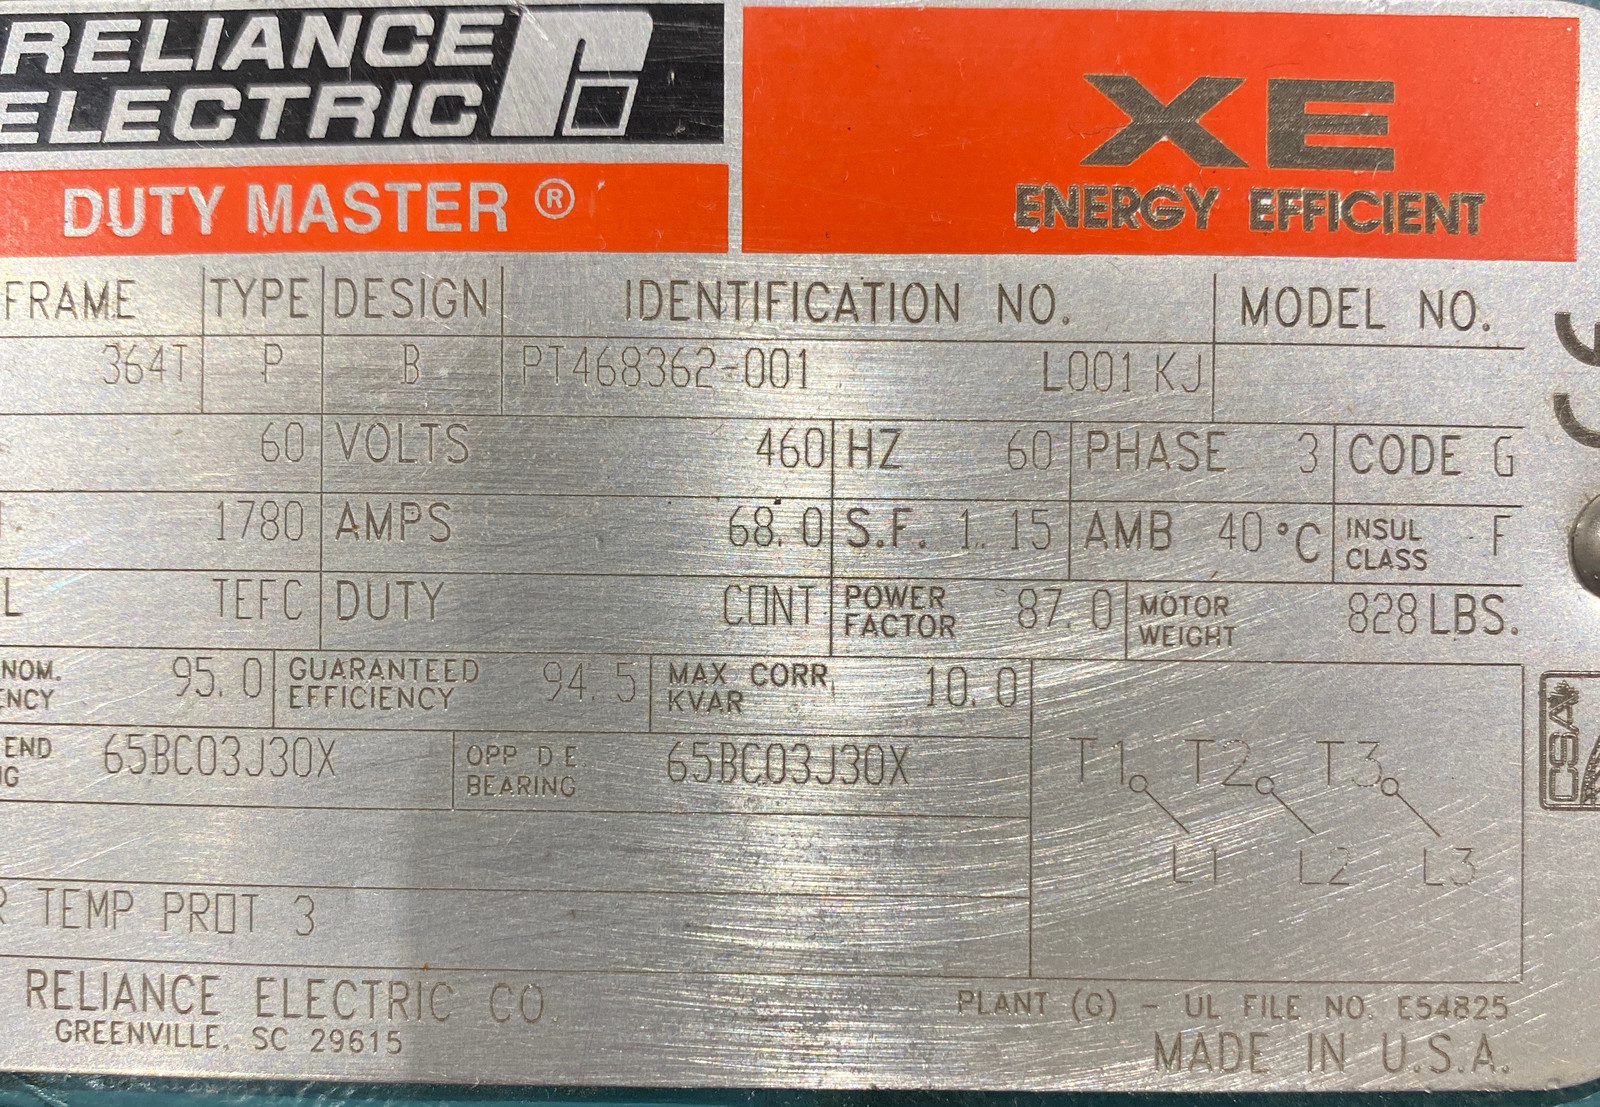 RELIANCE
ELECTRIC
XE
ENERGY EFFICIENT
DUTY MASTER ®
FRAME TYPE DESIGN IDENTIFICATION NO. MODEL NO.
364T P B PT468362-001 L001 KJ
60 VOLTS 460 HZ 60 PHASE 3 CODE G
1780 AMPS 68.0 S.F. 1.15 AMB 40°C INSUL CLASS F
L TEFC DUTY CONT POWER FACTOR 87.0 MOTOR WEIGHT 828 LBS.
NOM. ENCY 95.0 GUARANTEED EFFICIENCY 94.5 MAX CORR. KVAR 10.0
END G 65BC03J30X OPP D E BEARING 65BC03J30X
T1 T2 T3
L1 L2 L3
R TEMP PROT 3
RELIANCE ELECTRIC CO.
GREENVILLE, SC 29615
PLANT (G) - UL FILE NO. E54825
MADE IN U.S.A.
CE
CSA